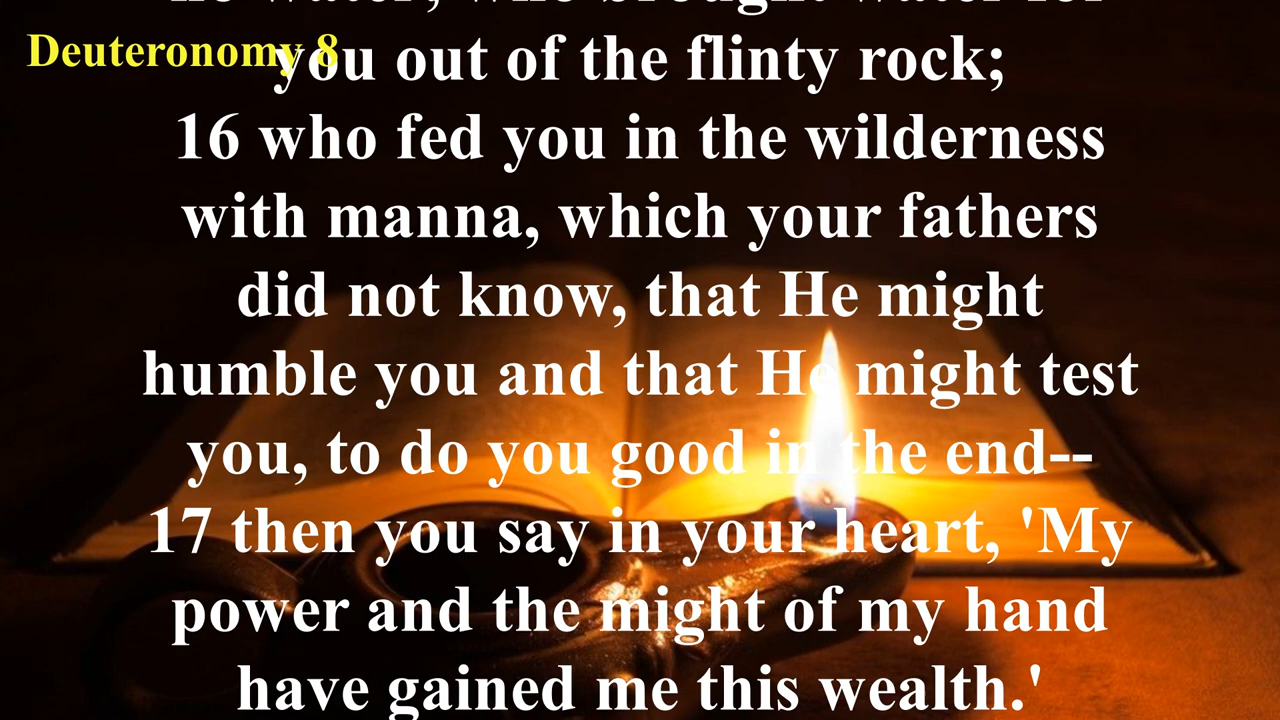 Deuteronomy 8
you out of the flinty rock;
16 who fed you in the wilderness
with manna, which your fathers
did not know, that He might
humble you and that He might test
you, to do you good in the end--
17 then you say in your heart, 'My
power and the might of my hand
have gained me this wealth.'